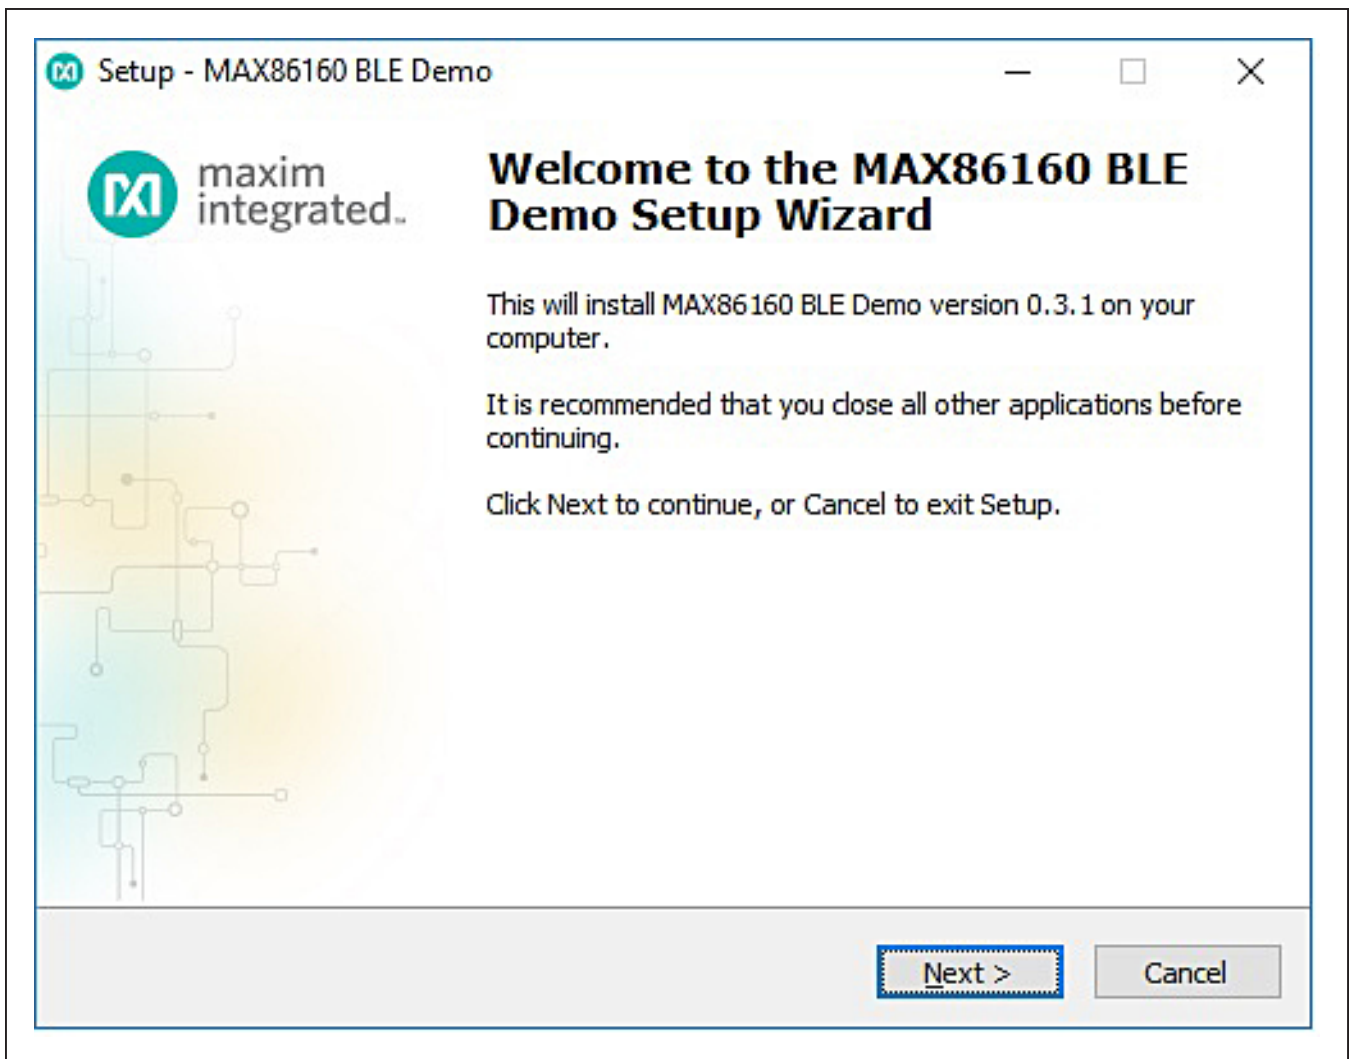 Setup - MAX86160 BLE Demo
maxim
integrated™
Welcome to the MAX86160 BLE
Demo Setup Wizard
This will install MAX86160 BLE Demo version 0.3.1 on your
computer.
It is recommended that you close all other applications before
continuing.
Click Next to continue, or Cancel to exit Setup.
Next >
Cancel